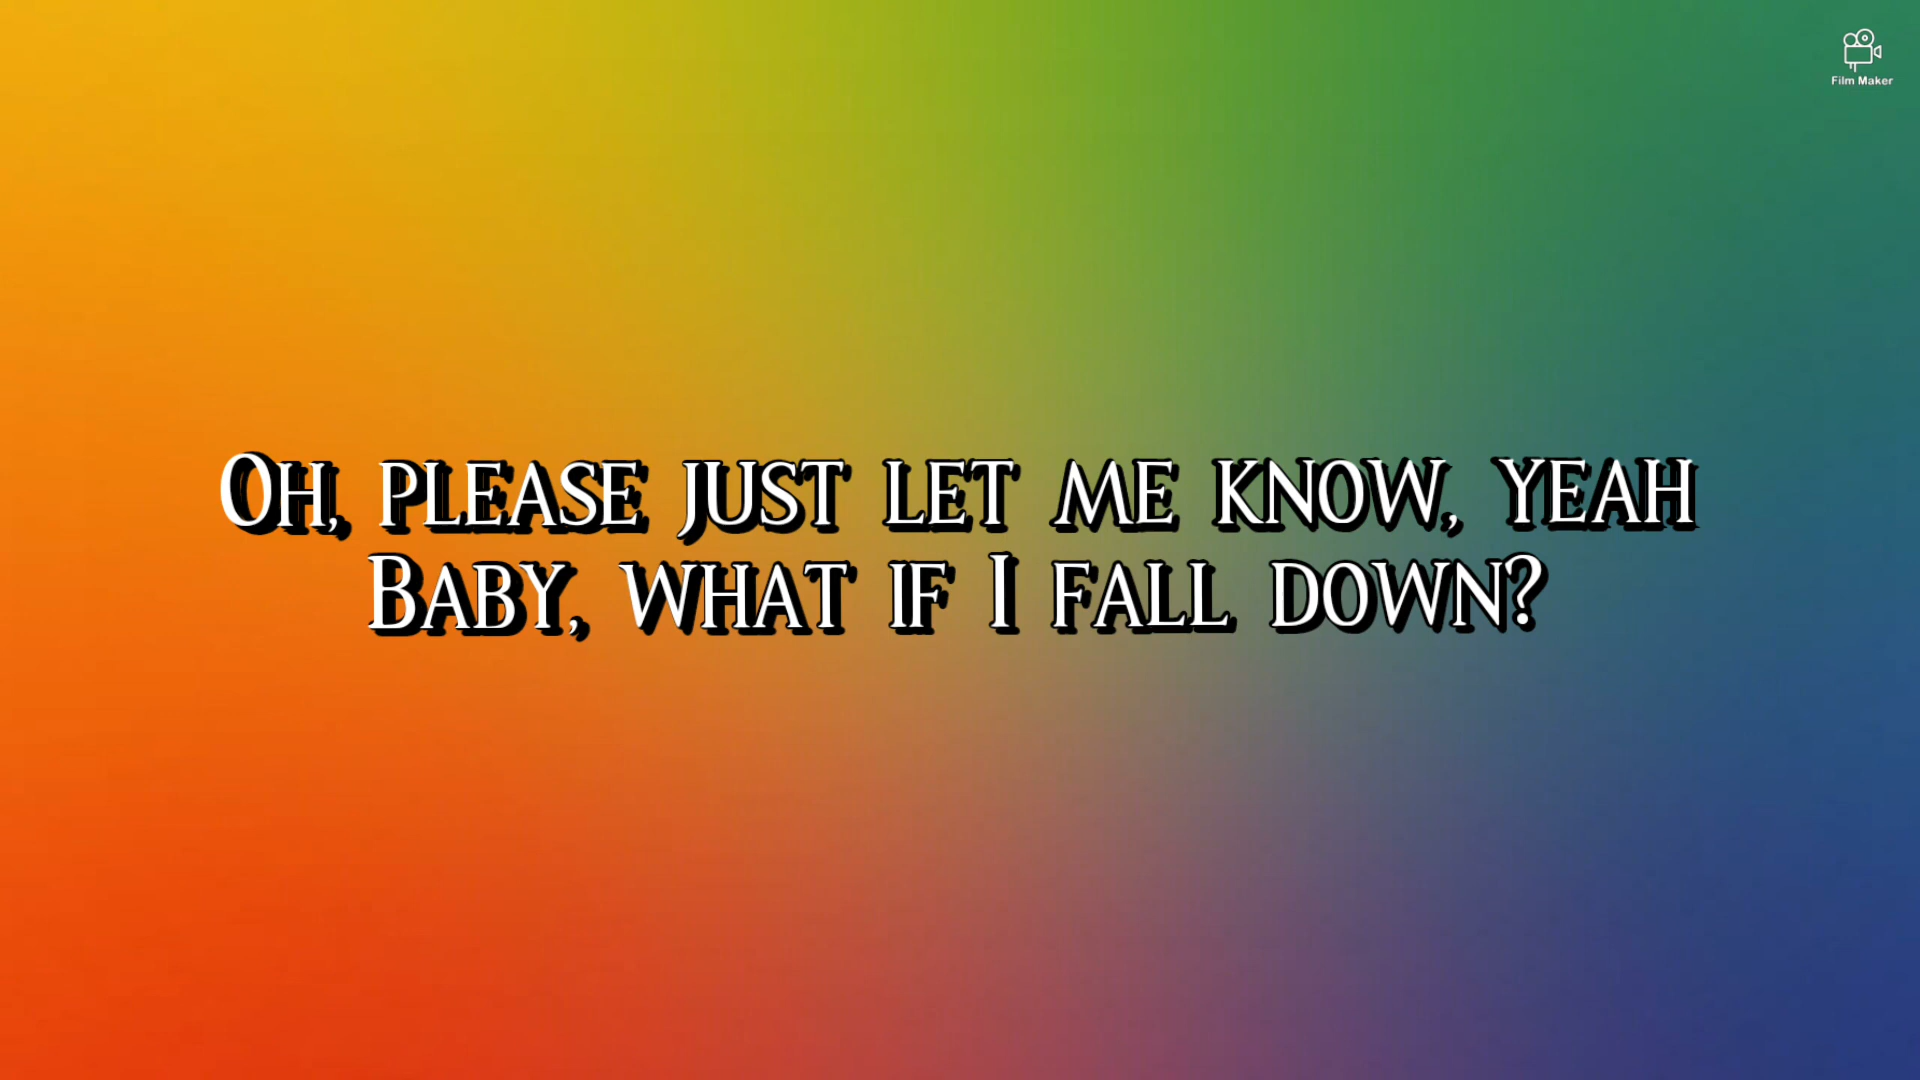 Film Maker
Oh, please just let me know, yeah
Baby, what if I fall down?